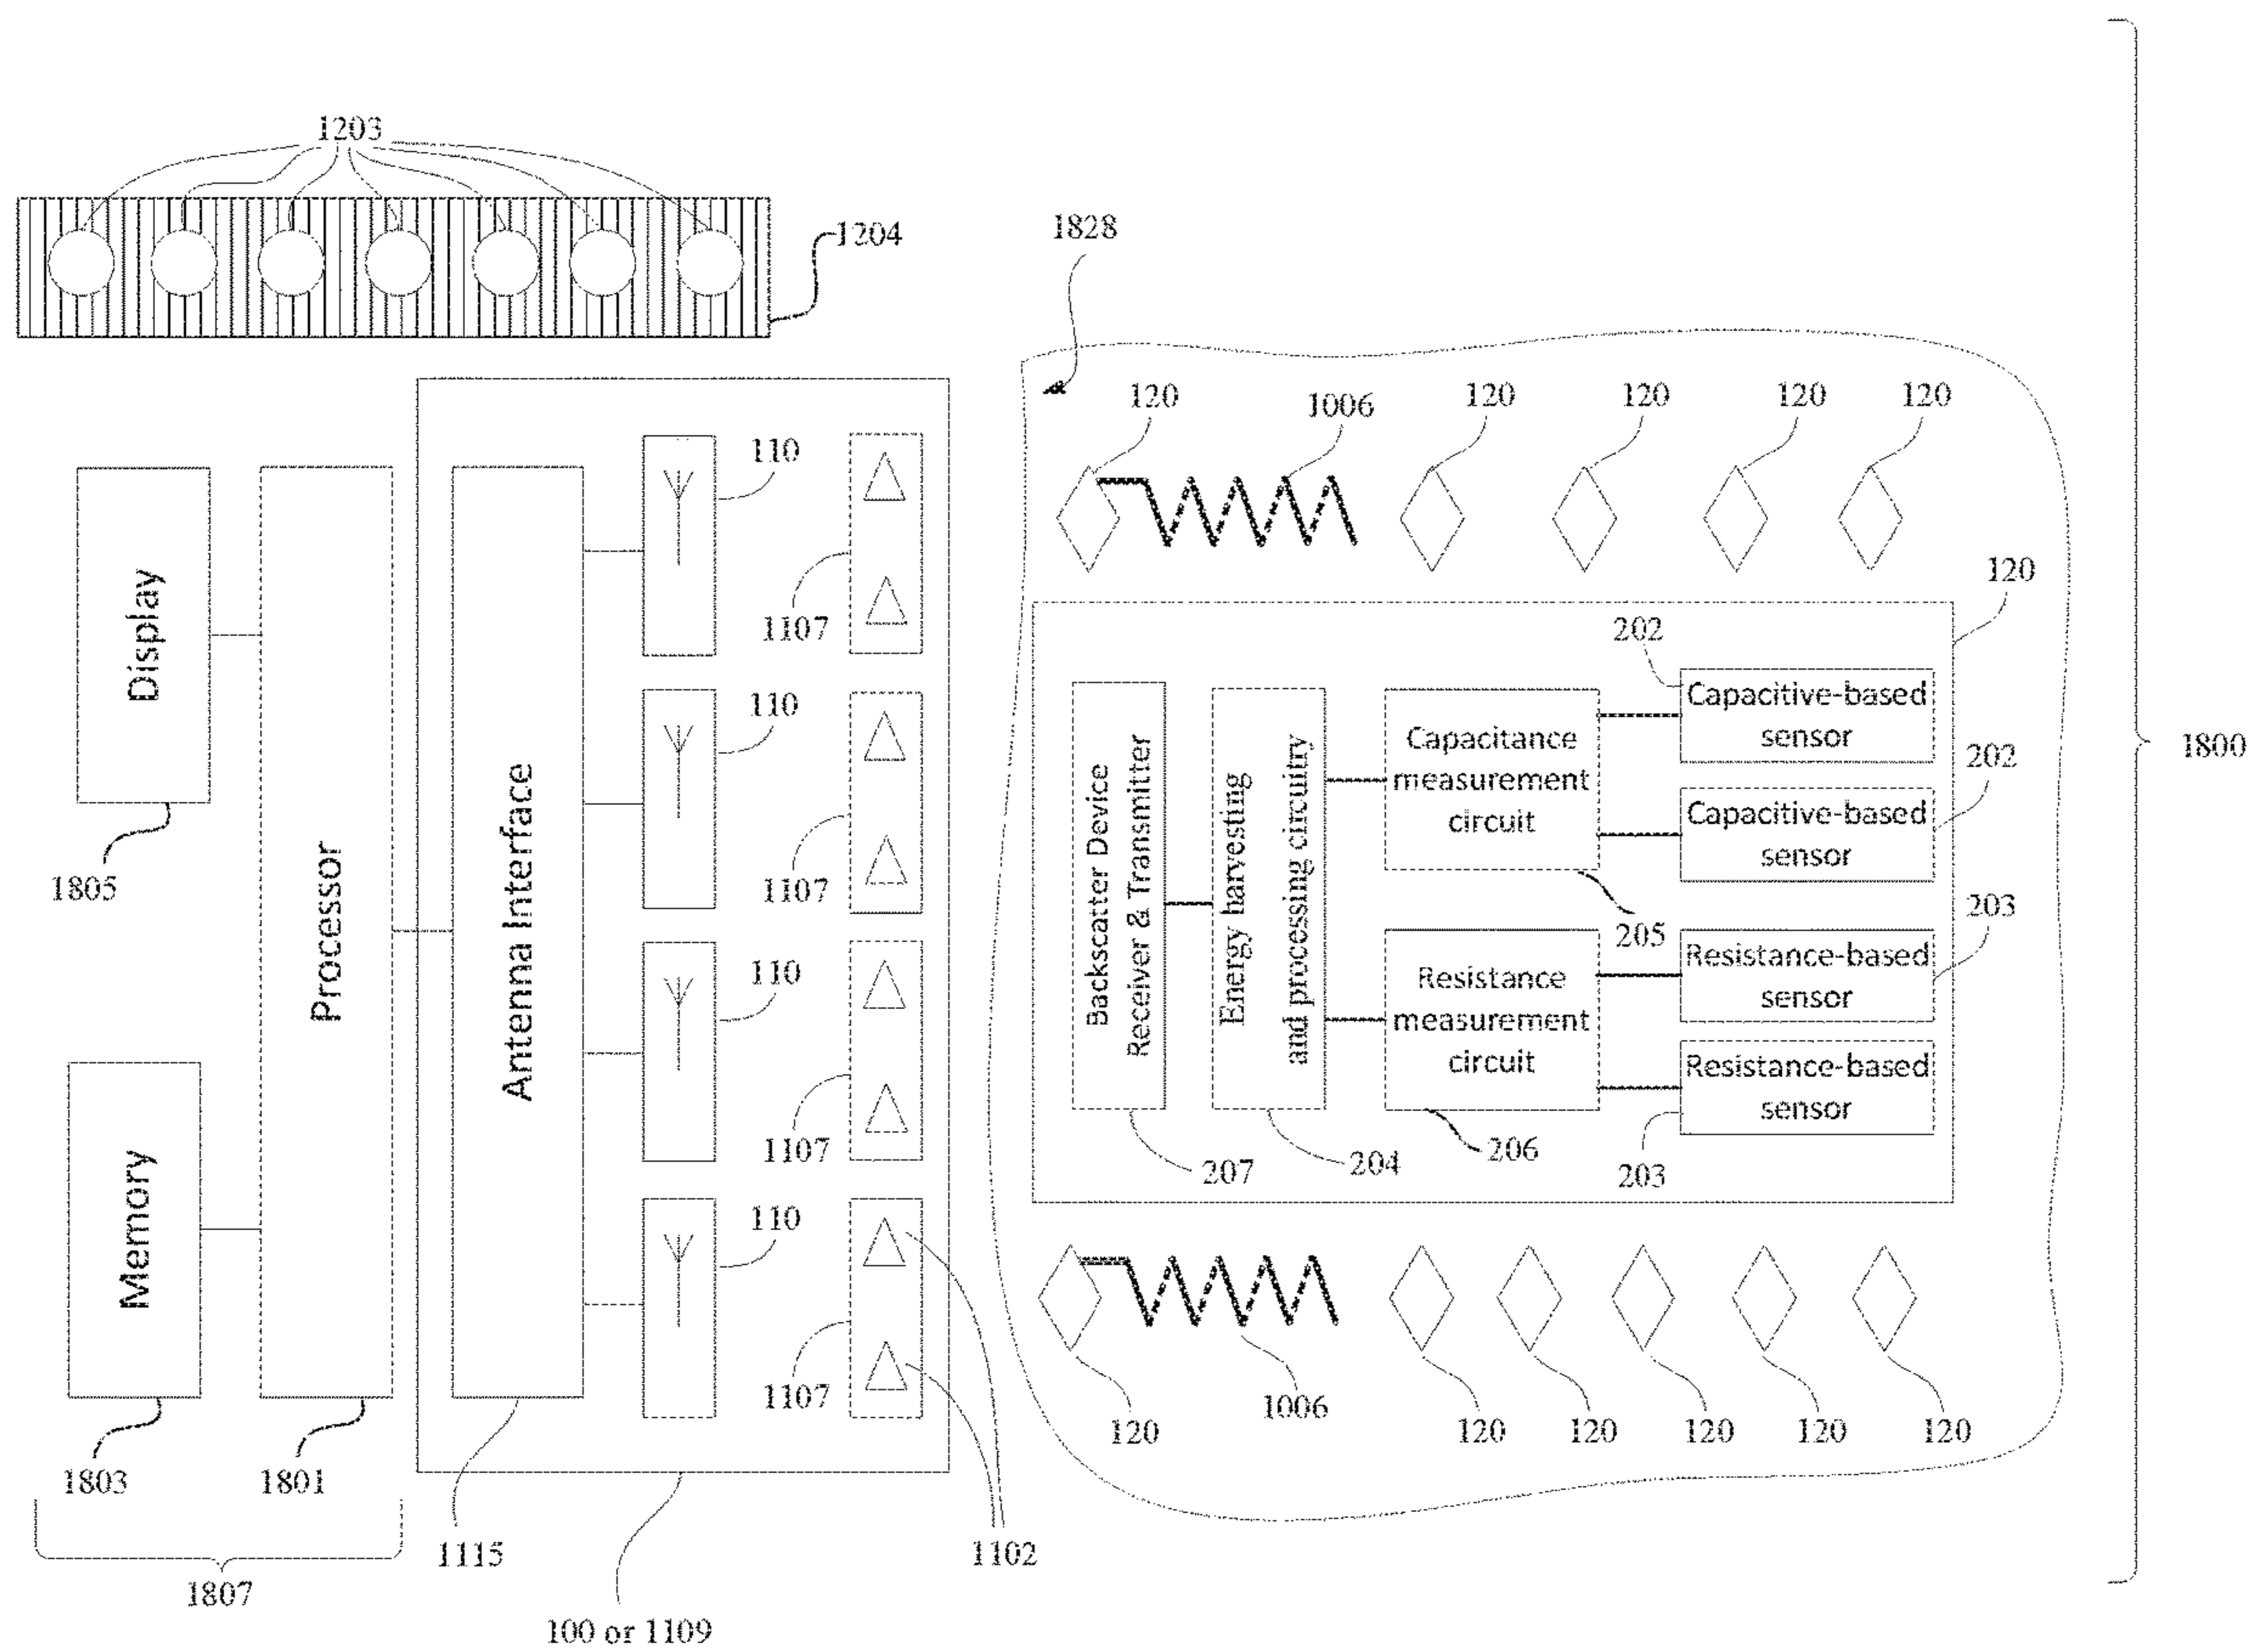 1203
1204
1828
120
1006
120
120
120
120
110
1107
110
1107
110
1107
110
1107
Display
1805
Processor
Memory
1803
1801
1807
Antenna Interface
1115
100 or 1109
1102
120
202
Capacitive-based
sensor
202
Capacitive-based
sensor
Capacitance
measurement
circuit
205
203
Resistance-based
sensor
Resistance
measurement
circuit
206
Resistance-based
sensor
203
Backscatter Device
Receiver & Transmitter
207
Energy harvesting
and processing circuitry
204
120
1006
120
120
120
120
120
1800